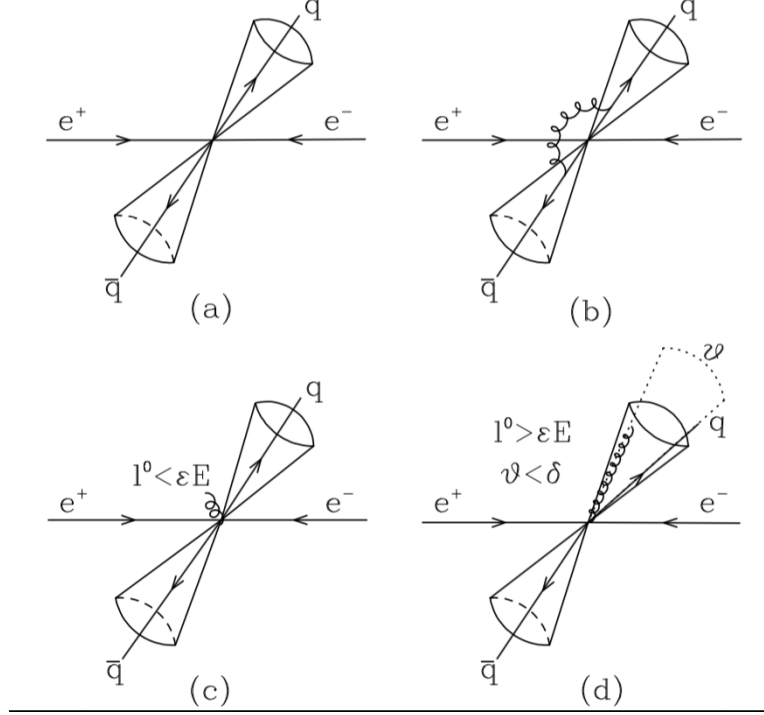 q
e⁺ e⁻
q̄
(a)
q
e⁺ e⁻
q̄
(b)
q
l⁰<εE
e⁺ e⁻
q̄
(c)
ϑ
q
l⁰>εE
ϑ<δ
e⁺ e⁻
q̄
(d)